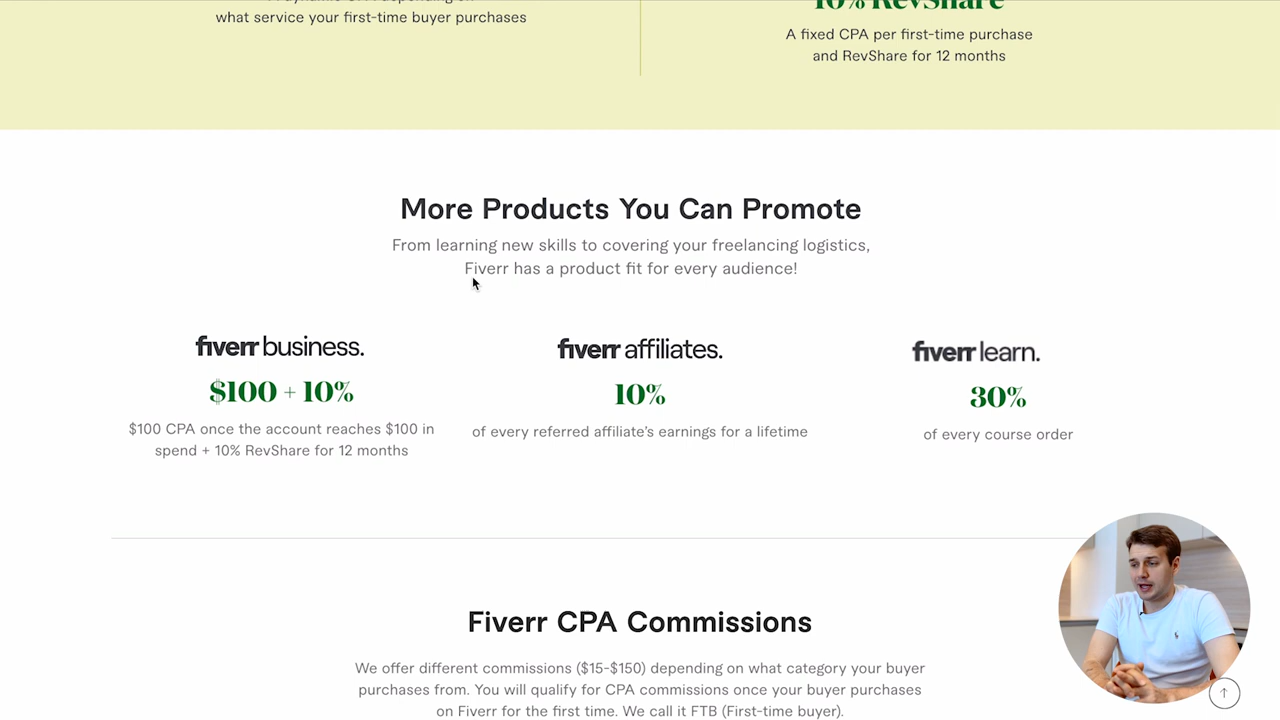 what service your first-time buyer purchases
10% RevShare
A fixed CPA per first-time purchase
and RevShare for 12 months
More Products You Can Promote
From learning new skills to covering your freelancing logistics,
Fiverr has a product fit for every audience!
fiverr business.
$100 + 10%
$100 CPA once the account reaches $100 in
spend + 10% RevShare for 12 months
fiverr affiliates.
10%
of every referred affiliate's earnings for a lifetime
fiverr learn.
30%
of every course order
Fiverr CPA Commissions
We offer different commissions ($15-$150) depending on what category your buyer
purchases from. You will qualify for CPA commissions once your buyer purchases
on Fiverr for the first time. We call it FTB (First-time buyer).